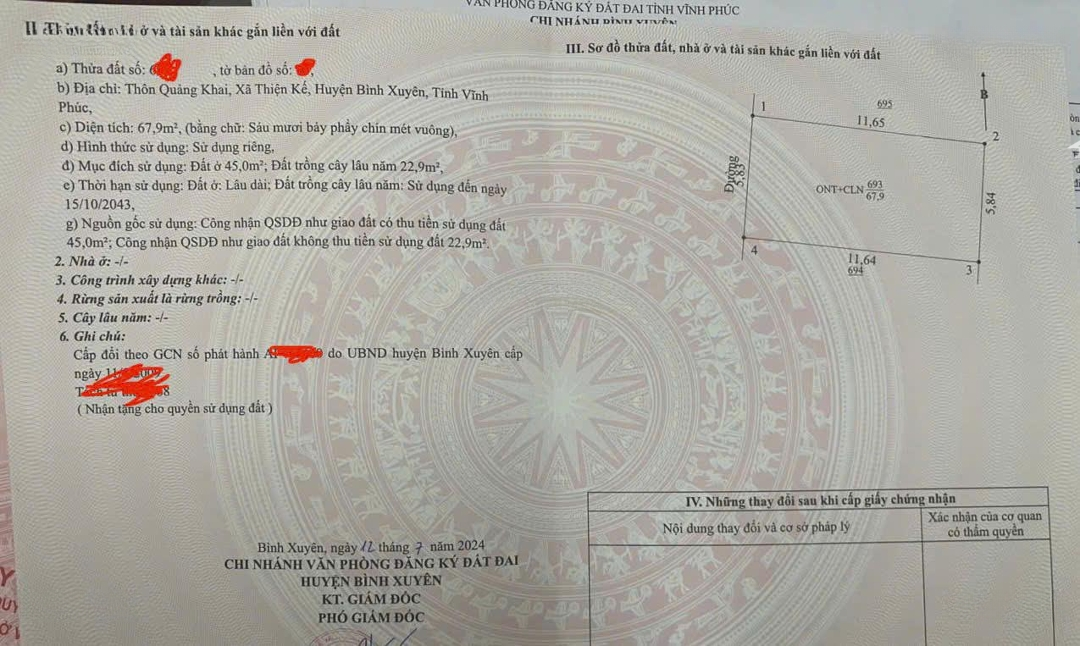 VĂN PHÒNG ĐĂNG KÝ ĐẤT ĐAI TỈNH VĨNH PHÚC
CHI NHÁNH BÌNH XUYÊN
ở và tài sản khác gắn liền với đất
a) Thửa đất số: , tờ bản đồ số: ,
b) Địa chỉ: Thôn Quảng Khai, Xã Thiện Kế, Huyện Bình Xuyên, Tỉnh Vĩnh
Phúc,
c) Diện tích: 67,9m², (bằng chữ: Sáu mươi bảy phẩy chín mét vuông),
d) Hình thức sử dụng: Sử dụng riêng,
đ) Mục đích sử dụng: Đất ở 45,0m²; Đất trồng cây lâu năm 22,9m²,
e) Thời hạn sử dụng: Đất ở: Lâu dài; Đất trồng cây lâu năm: Sử dụng đến ngày
15/10/2043,
g) Nguồn gốc sử dụng: Công nhận QSDĐ như giao đất có thu tiền sử dụng đất
45,0m²; Công nhận QSDĐ như giao đất không thu tiền sử dụng đất 22,9m².
2. Nhà ở: -/-
3. Công trình xây dựng khác: -/-
4. Rừng sản xuất là rừng trồng: -/-
5. Cây lâu năm: -/-
6. Ghi chú:
Cấp đổi theo GCN số phát hành do UBND huyện Bình Xuyên cấp
ngày
( Nhận tặng cho quyền sử dụng đất )
Bình Xuyên, ngày 12 tháng 7 năm 2024
CHI NHÁNH VĂN PHÒNG ĐĂNG KÝ ĐẤT ĐAI
HUYỆN BÌNH XUYÊN
KT. GIÁM ĐỐC
PHÓ GIÁM ĐỐC
III. Sơ đồ thửa đất, nhà ở và tài sản khác gắn liền với đất
B
1
695
11,65
2
Đường
5,83
ONT+CLN 693
67,9
5,84
4
11,64
694
3
IV. Những thay đổi sau khi cấp giấy chứng nhận
Nội dung thay đổi và cơ sở pháp lý
Xác nhận của cơ quan
có thẩm quyền